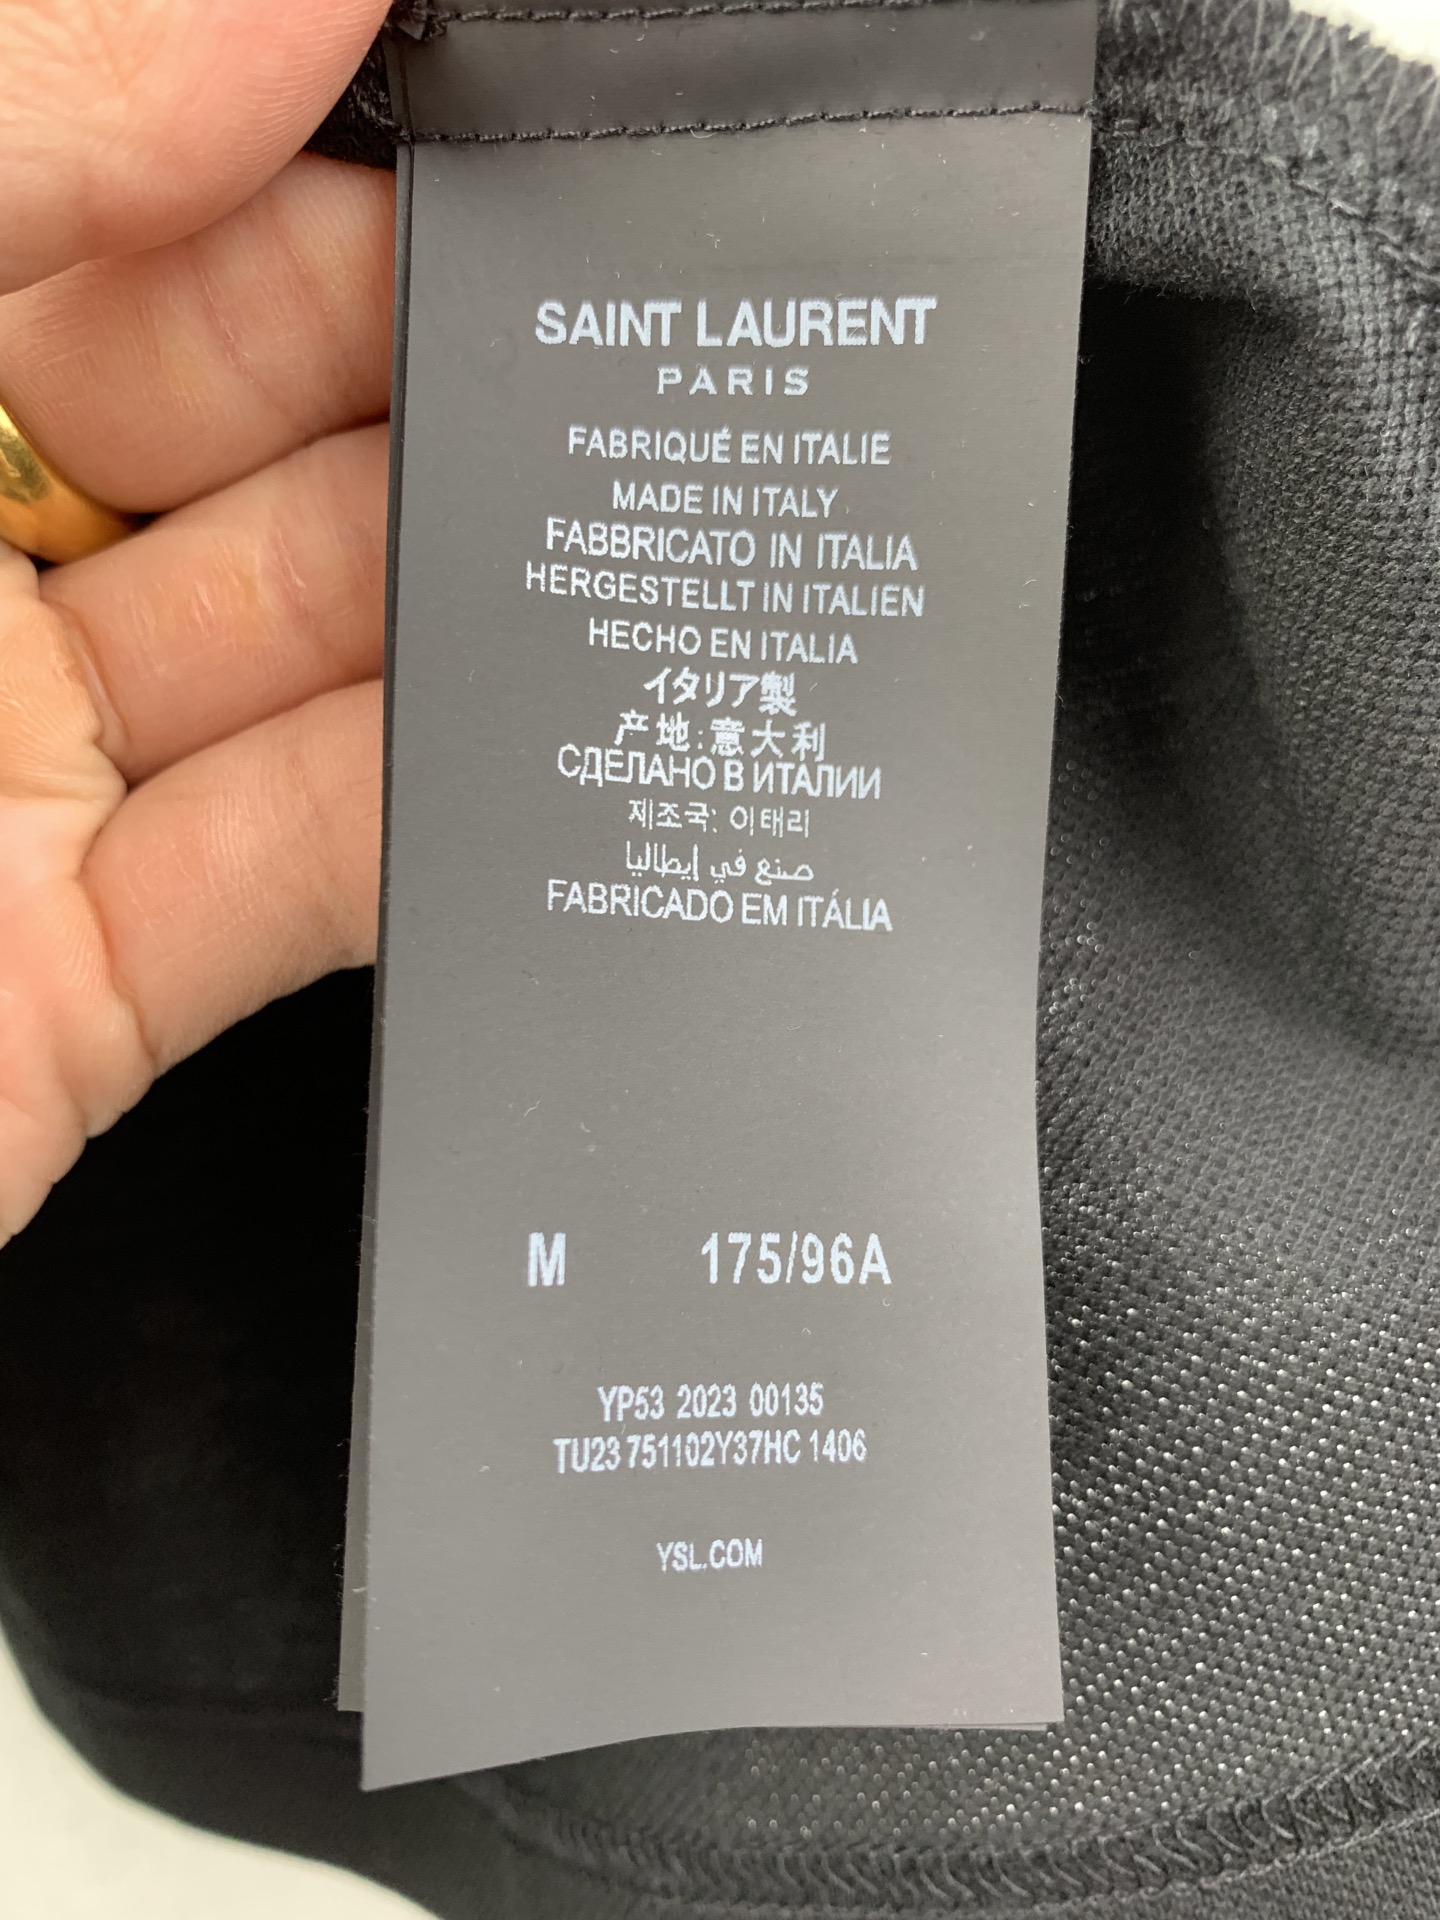 SAINT LAURENT
PARIS
FABRIQUÉ EN ITALIE
MADE IN ITALY
FABBRICATO IN ITALIA
HERGESTELLT IN ITALIEN
HECHO EN ITALIA
イタリア製
产地:意大利
СДЕЛАНО В ИТАЛИИ
제조국: 이태리
صنع في إيطاليا
FABRICADO EM ITÁLIA
M 175/96A
YP53 2023 00135
TU23 751102Y37HC 1406
YSL.COM